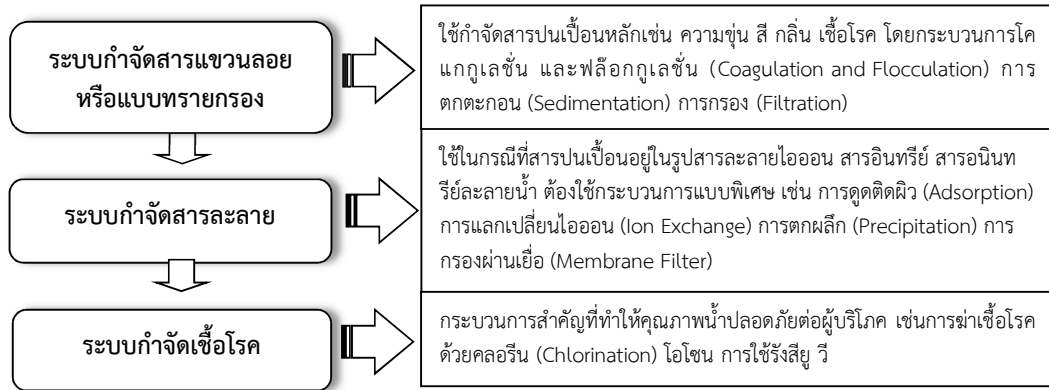 ระบบกำจัดสารแขวนลอย
หรือแบบทรายกรอง
ใช้กำจัดสารปนเปื้อนหลักเช่น ความขุ่น สี กลิ่น เชื้อโรค โดยกระบวนการโค
แกกูเลชั่น และฟล๊อกกูเลชั่น (Coagulation and Flocculation) การ
ตกตะกอน (Sedimentation) การกรอง (Filtration)
ระบบกำจัดสารละลาย
ใช้ในกรณีที่สารปนเปื้อนอยู่ในรูปสารละลายไอออน สารอินทรีย์ สารอนินท
รีย์ละลายน้ำ ต้องใช้กระบวนการแบบพิเศษ เช่น การดูดติดผิว (Adsorption)
การแลกเปลี่ยนไอออน (Ion Exchange) การตกผลึก (Precipitation) การ
กรองผ่านเยื่อ (Membrane Filter)
ระบบกำจัดเชื้อโรค
กระบวนการสำคัญที่ทำให้คุณภาพน้ำปลอดภัยต่อผู้บริโภค เช่นการฆ่าเชื้อโรค
ด้วยคลอรีน (Chlorination) โอโซน การใช้รังสียู วี